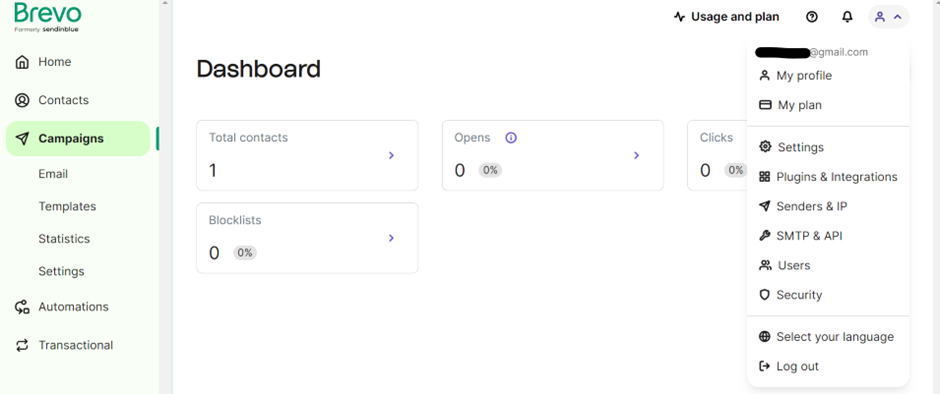 Brevo
Formerly sendinblue
Home
Contacts
Campaigns
Email
Templates
Statistics
Settings
Automations
Transactional
Usage and plan
Dashboard
Total contacts
1
Opens
0 0%
Clicks
0 0%
Blocklists
0 0%
@gmail.com
My profile
My plan
Settings
Plugins & Integrations
Senders & IP
SMTP & API
Users
Security
Select your language
Log out